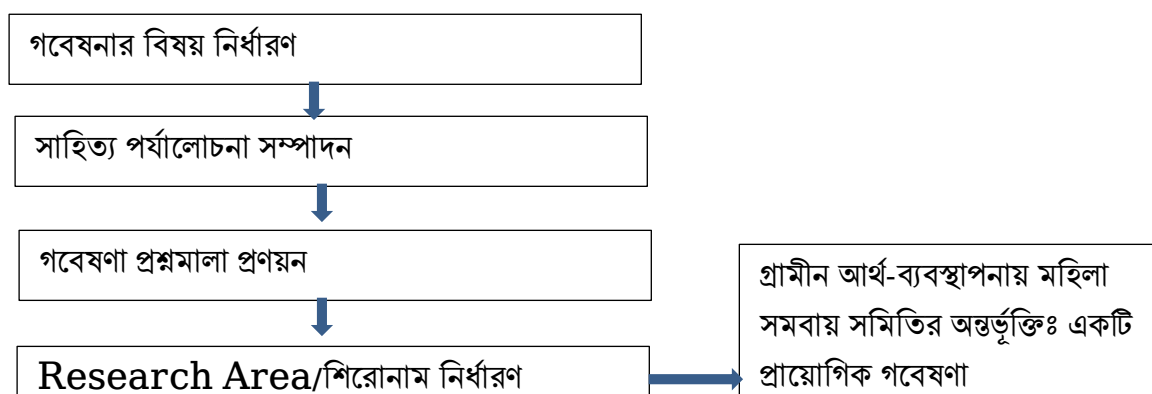 গবেষনার বিষয় নির্ধারণ
সাহিত্য পর্যালোচনা সম্পাদন
গবেষণা প্রশ্নমালা প্রণয়ন
Research Area/শিরোনাম নির্ধারণ
গ্রামীন আর্থ-ব্যবস্থাপনায় মহিলা
সমবায় সমিতির অন্তর্ভূক্তিঃ একটি
প্রায়োগিক গবেষণা